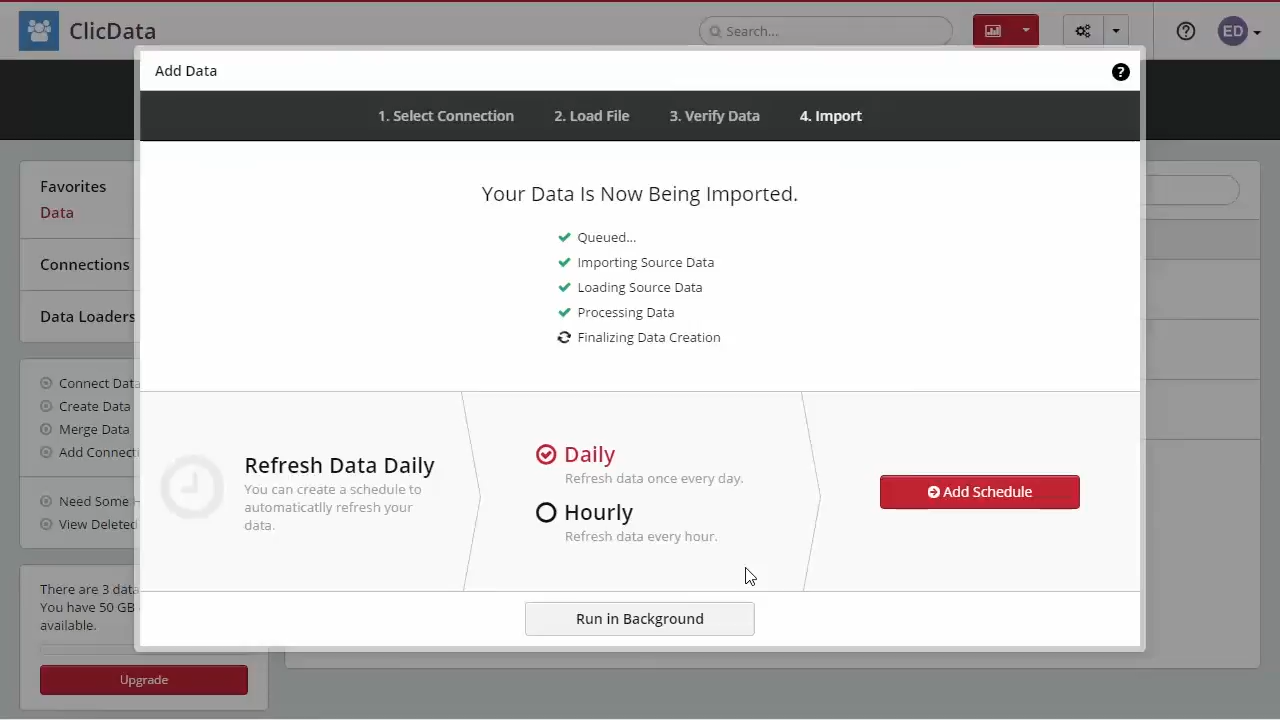 ClicData
Search...
ED
Add Data
?
1. Select Connection 2. Load File 3. Verify Data 4. Import
Your Data Is Now Being Imported.
Queued...
Importing Source Data
Loading Source Data
Processing Data
Finalizing Data Creation
Favorites
Data
Connections
Data Loaders
Connect Data
Create Data
Merge Data
Add Connecti
Need Some
View Deleted
There are 3 data
You have 50 GB
available.
Upgrade
Refresh Data Daily
You can create a schedule to
automaticatlly refresh your
data.
Daily
Refresh data once every day.
Hourly
Refresh data every hour.
Add Schedule
Run in Background